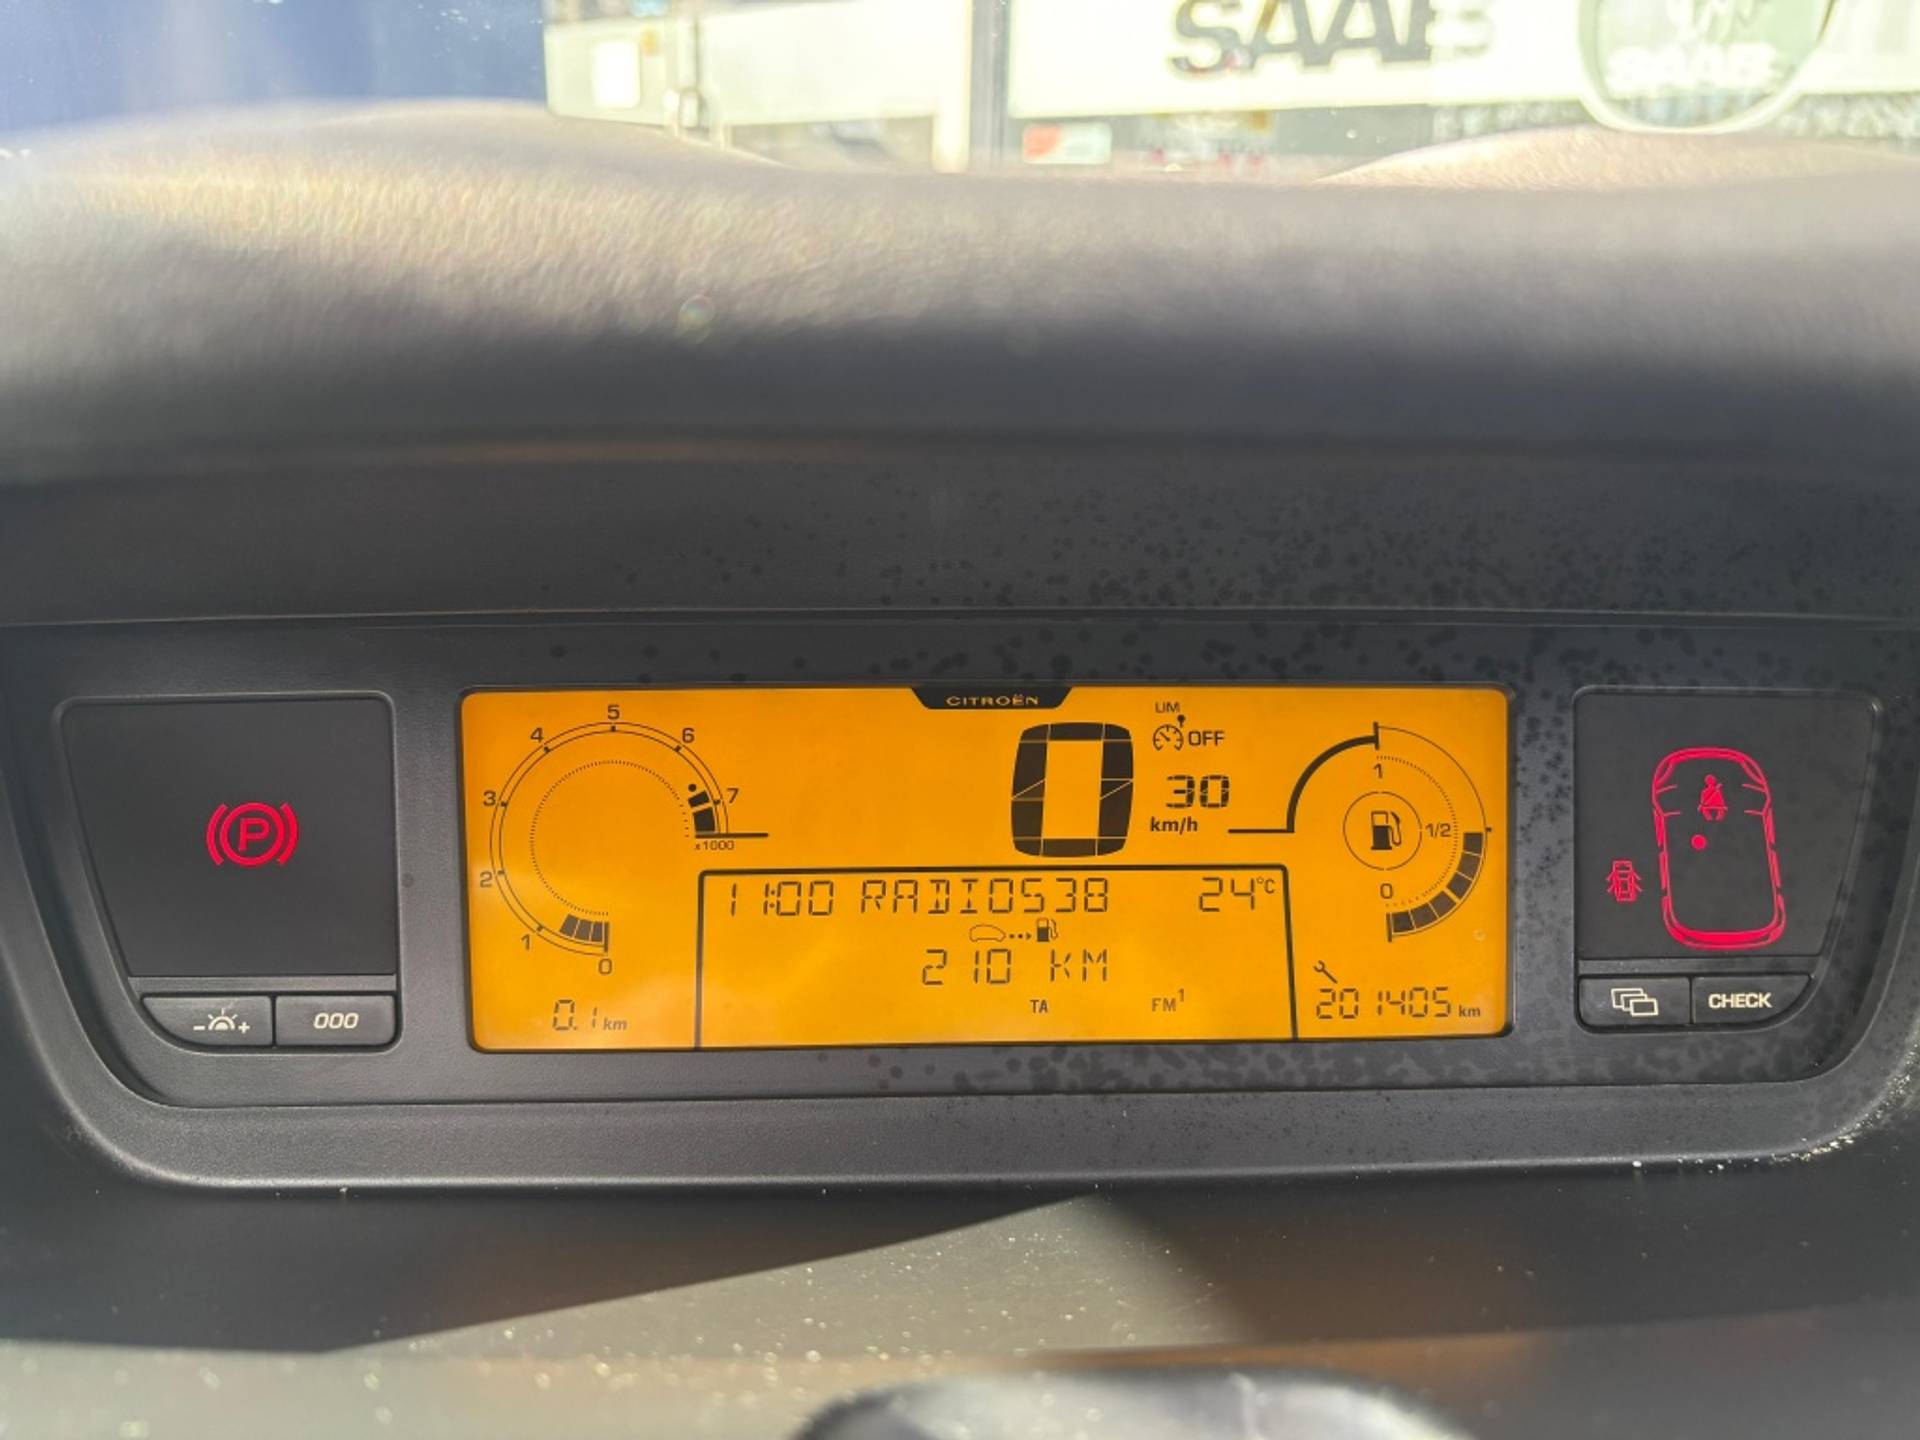 SAAB
SAAB
CITROËN
LIM
OFF
5
4
6
3
7
2
1
0
x1000
0
30
km/h
1
1/2
0
P
11:00 RADIO538 24°C
210 KM
TA FM1
0.1 km
201405 km
000
CHECK